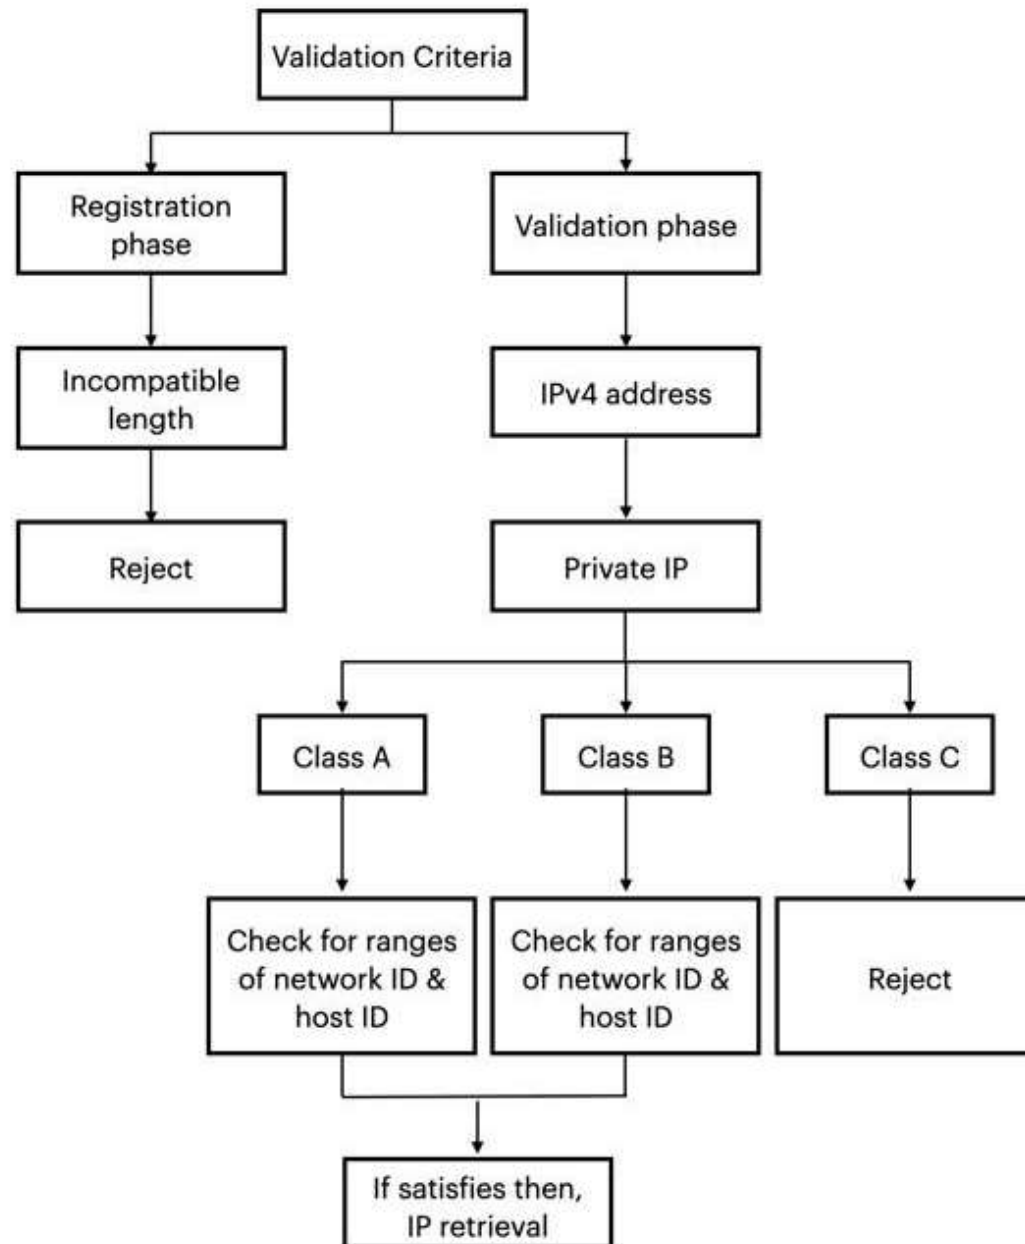 Validation Criteria
Registration
phase
Validation phase
Incompatible
length
IPv4 address
Reject
Private IP
Class A
Class B
Class C
Check for ranges
of network ID &
host ID
Check for ranges
of network ID &
host ID
Reject
If satisfies then,
IP retrieval